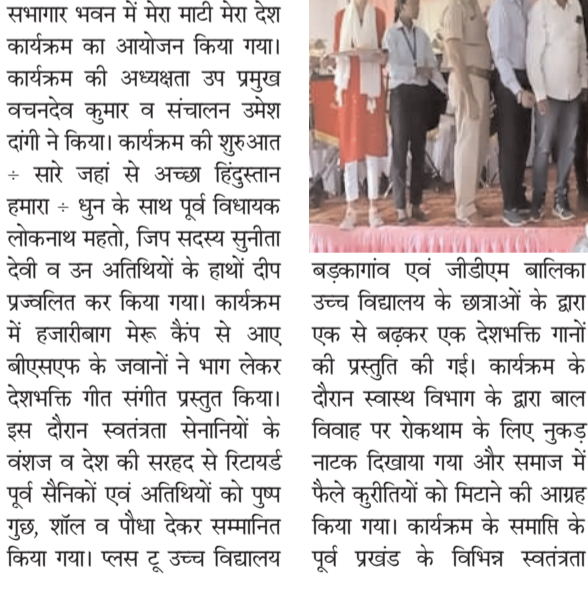 सभागार भवन में मेरा माटी मेरा देश
कार्यक्रम का आयोजन किया गया।
कार्यक्रम की अध्यक्षता उप प्रमुख
वचनदेव कुमार व संचालन उमेश
दांगी ने किया। कार्यक्रम की शुरुआत
÷ सारे जहां से अच्छा हिंदुस्तान
हमारा ÷ धुन के साथ पूर्व विधायक
लोकनाथ महतो, जिप सदस्य सुनीता
देवी व उन अतिथियों के हाथों दीप
प्रज्वलित कर किया गया। कार्यक्रम
में हजारीबाग मेरू कैंप से आए
बीएसएफ के जवानों ने भाग लेकर
देशभक्ति गीत संगीत प्रस्तुत किया।
इस दौरान स्वतंत्रता सेनानियों के
वंशज व देश की सरहद से रिटायर्ड
पूर्व सैनिकों एवं अतिथियों को पुष्प
गुछ, शॉल व पौधा देकर सम्मानित
किया गया। प्लस टू उच्च विद्यालय
बड़कागांव एवं जीडीएम बालिका
उच्च विद्यालय के छात्राओं के द्वारा
एक से बढ़कर एक देशभक्ति गानों
की प्रस्तुति की गई। कार्यक्रम के
दौरान स्वास्थ विभाग के द्वारा बाल
विवाह पर रोकथाम के लिए नुकड़
नाटक दिखाया गया और समाज में
फैले कुरीतियों को मिटाने की आग्रह
किया गया। कार्यक्रम के समाप्ति के
पूर्व प्रखंड के विभिन्न स्वतंत्रता